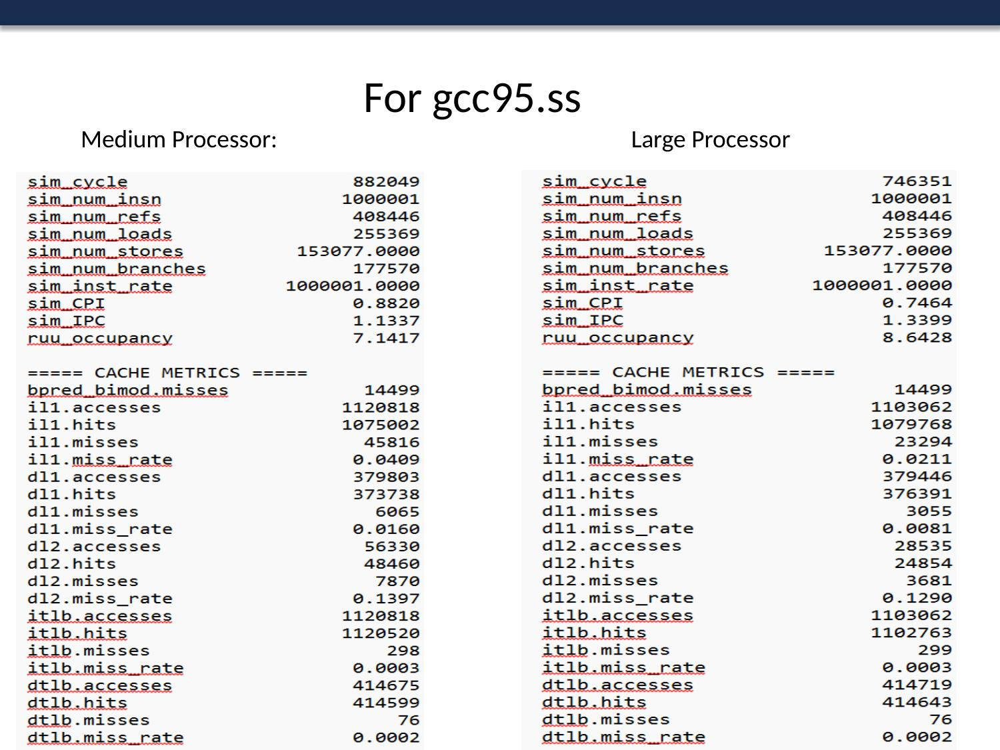 For gcc95.ss
Medium Processor:
sim_cycle 882049
sim_num_insn 1000001
sim_num_refs 408446
sim_num_loads 255369
sim_num_stores 153077.0000
sim_num_branches 177570
sim_inst_rate 1000001.0000
sim_CPI 0.8820
sim_IPC 1.1337
ruu_occupancy 7.1417
===== CACHE METRICS =====
bpred_bimod.misses 14499
il1.accesses 1120818
il1.hits 1075002
il1.misses 45816
il1.miss_rate 0.0409
dl1.accesses 379803
dl1.hits 373738
dl1.misses 6065
dl1.miss_rate 0.0160
dl2.accesses 56330
dl2.hits 48460
dl2.misses 7870
dl2.miss_rate 0.1397
itlb.accesses 1120818
itlb.hits 1120520
itlb.misses 298
itlb.miss_rate 0.0003
dtlb.accesses 414675
dtlb.hits 414599
dtlb.misses 76
dtlb.miss_rate 0.0002
Large Processor
sim_cycle 746351
sim_num_insn 1000001
sim_num_refs 408446
sim_num_loads 255369
sim_num_stores 153077.0000
sim_num_branches 177570
sim_inst_rate 1000001.0000
sim_CPI 0.7464
sim_IPC 1.3399
ruu_occupancy 8.6428
===== CACHE METRICS =====
bpred_bimod.misses 14499
il1.accesses 1103062
il1.hits 1079768
il1.misses 23294
il1.miss_rate 0.0211
dl1.accesses 379446
dl1.hits 376391
dl1.misses 3055
dl1.miss_rate 0.0081
dl2.accesses 28535
dl2.hits 24854
dl2.misses 3681
dl2.miss_rate 0.1290
itlb.accesses 1103062
itlb.hits 1102763
itlb.misses 299
itlb.miss_rate 0.0003
dtlb.accesses 414719
dtlb.hits 414643
dtlb.misses 76
dtlb.miss_rate 0.0002